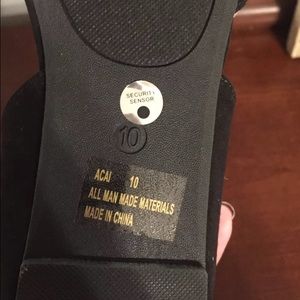 SECURITY
SENSOR
10
ACAI 10
ALL MAN MADE MATERIALS
MADE IN CHINA